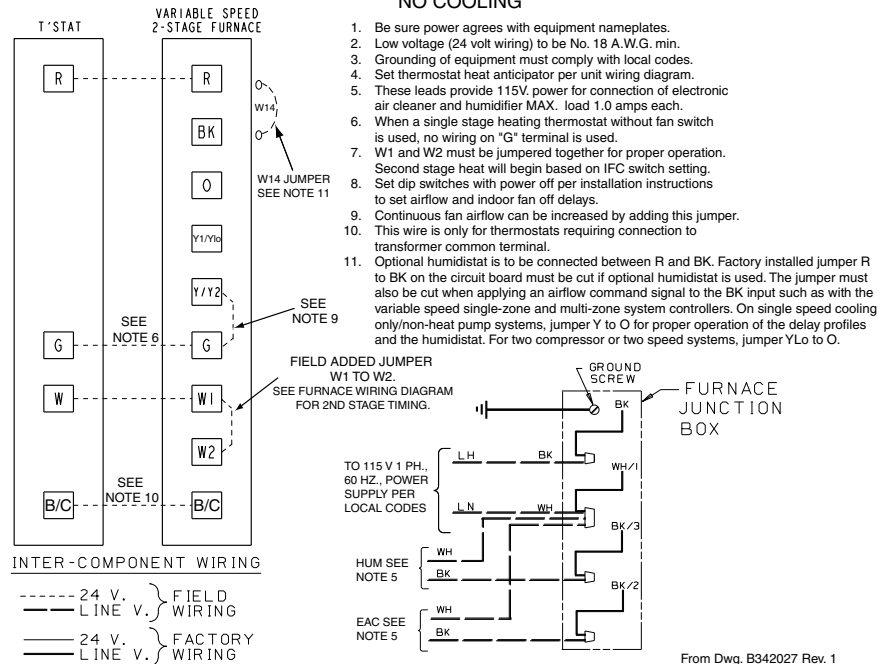 NO COOLING
T'STAT
VARIABLE SPEED
2-STAGE FURNACE
R
R
BK
O
Y1/Ylo
Y/Y2
G
G
W
W1
W2
B/C
B/C
W14
W14 JUMPER
SEE NOTE 11
SEE
NOTE 9
SEE
NOTE 6
SEE
NOTE 10
FIELD ADDED JUMPER
W1 TO W2.
SEE FURNACE WIRING DIAGRAM
FOR 2ND STAGE TIMING.
INTER-COMPONENT WIRING
24 V.
LINE V.
FIELD
WIRING
24 V.
LINE V.
FACTORY
WIRING
1. Be sure power agrees with equipment nameplates.
2. Low voltage (24 volt wiring) to be No. 18 A.W.G. min.
3. Grounding of equipment must comply with local codes.
4. Set thermostat heat anticipator per unit wiring diagram.
5. These leads provide 115V. power for connection of electronic
air cleaner and humidifier MAX. load 1.0 amps each.
6. When a single stage heating thermostat without fan switch
is used, no wiring on "G" terminal is used.
7. W1 and W2 must be jumpered together for proper operation.
Second stage heat will begin based on IFC switch setting.
8. Set dip switches with power off per installation instructions
to set airflow and indoor fan off delays.
9. Continuous fan airflow can be increased by adding this jumper.
10. This wire is only for thermostats requiring connection to
transformer common terminal.
11. Optional humidistat is to be connected between R and BK. Factory installed jumper R
to BK on the circuit board must be cut if optional humidistat is used. The jumper must
also be cut when applying an airflow command signal to the BK input such as with the
variable speed single-zone and multi-zone system controllers. On single speed cooling
only/non-heat pump systems, jumper Y to O for proper operation of the delay profiles
and the humidistat. For two compressor or two speed systems, jumper YLo to O.
GROUND
SCREW
FURNACE
JUNCTION
BOX
BK
LH
BK
WH/1
TO 115 V 1 PH.,
60 HZ., POWER
SUPPLY PER
LOCAL CODES
LN
WH
BK/3
HUM SEE
NOTE 5
WH
BK
BK/2
EAC SEE
NOTE 5
WH
BK
From Dwg. B342027 Rev. 1